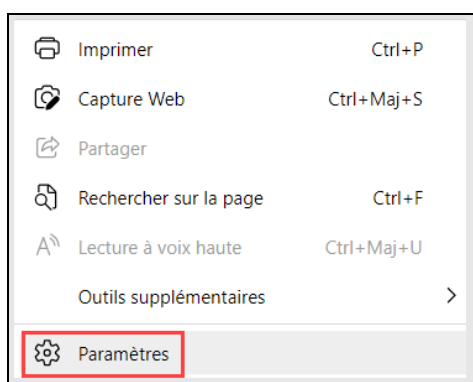 Imprimer Ctrl+P
Capture Web Ctrl+Maj+S
Partager
Rechercher sur la page Ctrl+F
Lecture à voix haute Ctrl+Maj+U
Outils supplémentaires
Paramètres